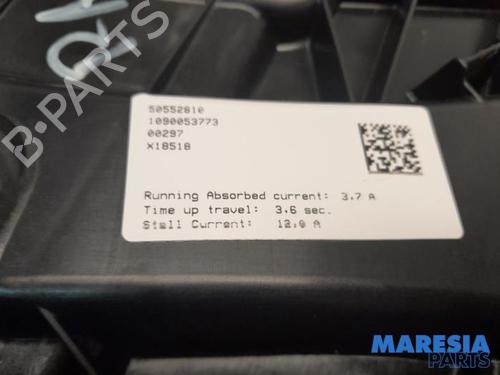 50552810
1090053773
00297
X18518
Running Absorbed current: 3.7 A
Time up travel: 3.6 sec.
Stall Current: 12.0 A
B-PARTS
MARESIA
PARTS